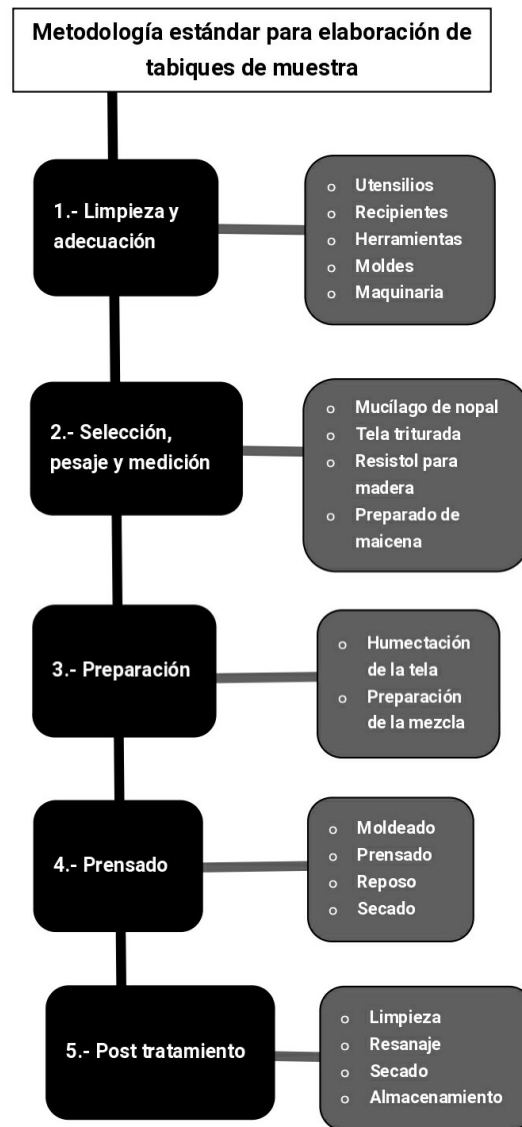 Metodología estándar para elaboración de
tabiques de muestra
1.- Limpieza y
adecuación
o Utensilios
o Recipientes
o Herramientas
o Moldes
o Maquinaria
2.- Selección,
pesaje y medición
o Mucílago de nopal
o Tela triturada
o Resistol para
madera
o Preparado de
maicena
3.- Preparación
o Humectación
de la tela
o Preparación
de la mezcla
4.- Prensado
o Moldeado
o Prensado
o Reposo
o Secado
5.- Post tratamiento
o Limpieza
o Resanaje
o Secado
o Almacenamiento